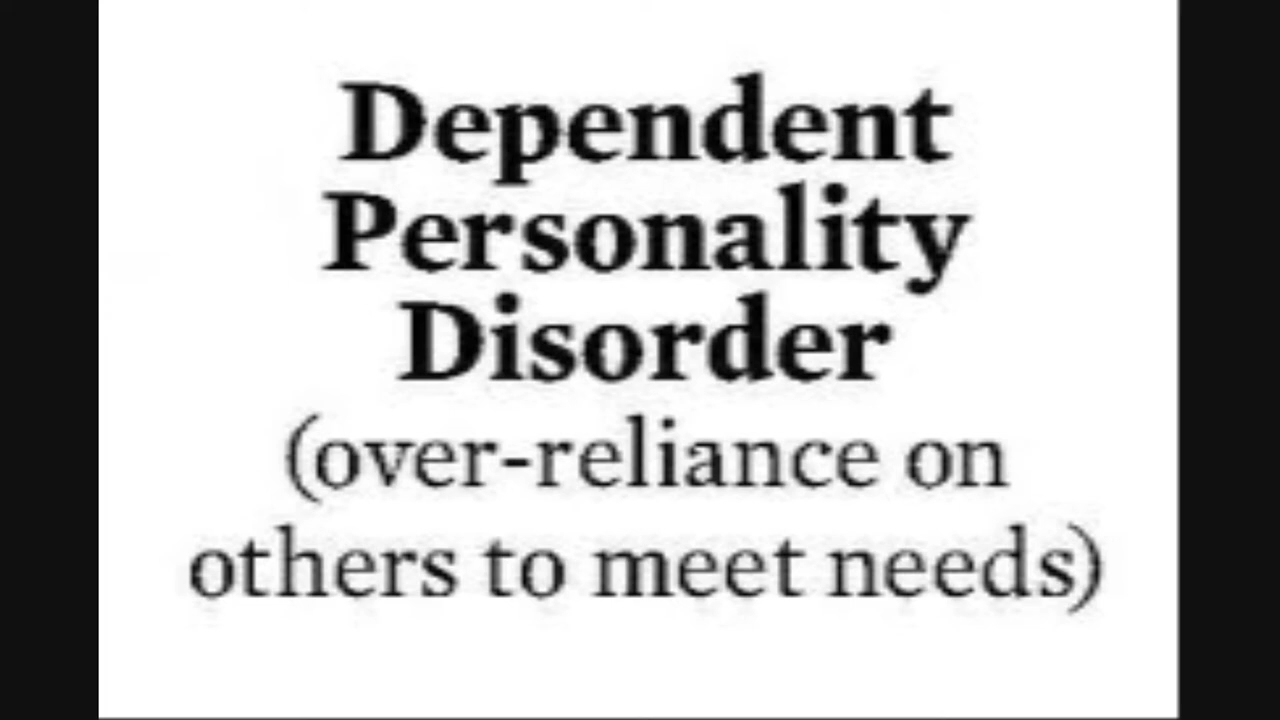 Dependent
Personality
Disorder
(over-reliance on
others to meet needs)